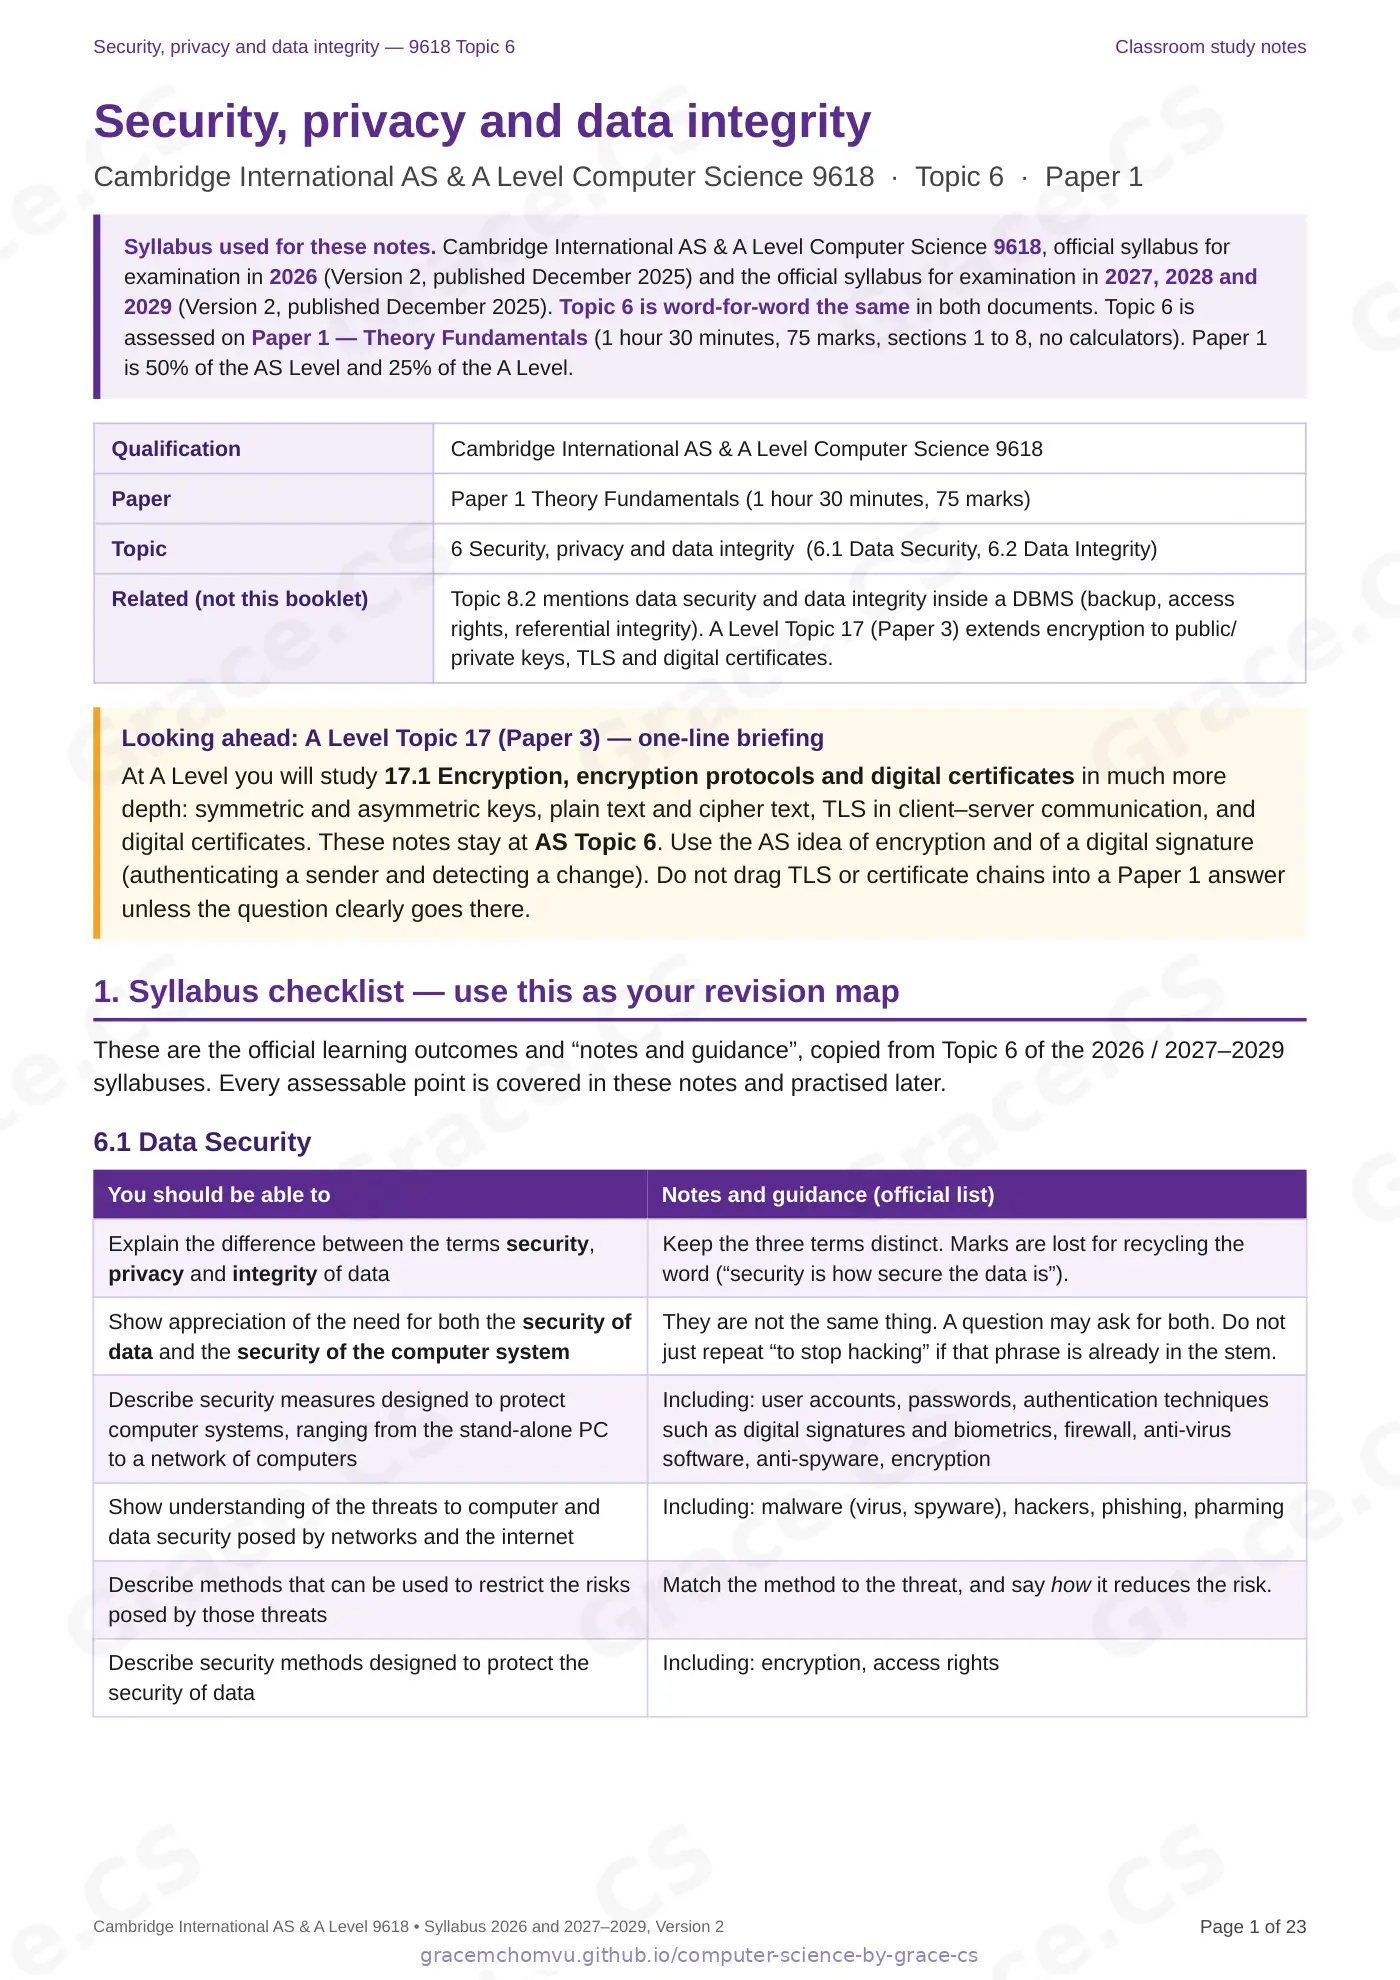 Security, privacy and data integrity — 9618 Topic 6
Classroom study notes
Security, privacy and data integrity
Cambridge International AS & A Level Computer Science 9618 · Topic 6 · Paper 1
Syllabus used for these notes. Cambridge International AS & A Level Computer Science 9618, official syllabus for
examination in 2026 (Version 2, published December 2025) and the official syllabus for examination in 2027, 2028 and
2029 (Version 2, published December 2025). Topic 6 is word-for-word the same in both documents. Topic 6 is
assessed on Paper 1 — Theory Fundamentals (1 hour 30 minutes, 75 marks, sections 1 to 8, no calculators). Paper 1
is 50% of the AS Level and 25% of the A Level.
Qualification
Cambridge International AS & A Level Computer Science 9618
Paper
Paper 1 Theory Fundamentals (1 hour 30 minutes, 75 marks)
Topic
6 Security, privacy and data integrity (6.1 Data Security, 6.2 Data Integrity)
Related (not this booklet)
Topic 8.2 mentions data security and data integrity inside a DBMS (backup, access
rights, referential integrity). A Level Topic 17 (Paper 3) extends encryption to public/
private keys, TLS and digital certificates.
Looking ahead: A Level Topic 17 (Paper 3) — one-line briefing
At A Level you will study 17.1 Encryption, encryption protocols and digital certificates in much more
depth: symmetric and asymmetric keys, plain text and cipher text, TLS in client–server communication, and
digital certificates. These notes stay at AS Topic 6. Use the AS idea of encryption and of a digital signature
(authenticating a sender and detecting a change). Do not drag TLS or certificate chains into a Paper 1 answer
unless the question clearly goes there.
1. Syllabus checklist — use this as your revision map
These are the official learning outcomes and “notes and guidance”, copied from Topic 6 of the 2026 / 2027–2029
syllabuses. Every assessable point is covered in these notes and practised later.
6.1 Data Security
You should be able to
Notes and guidance (official list)
Explain the difference between the terms security,
privacy and integrity of data
Keep the three terms distinct. Marks are lost for recycling the
word (“security is how secure the data is”).
Show appreciation of the need for both the security of
data and the security of the computer system
They are not the same thing. A question may ask for both. Do not
just repeat “to stop hacking” if that phrase is already in the stem.
Describe security measures designed to protect
computer systems, ranging from the stand-alone PC
to a network of computers
Including: user accounts, passwords, authentication techniques
such as digital signatures and biometrics, firewall, anti-virus
software, anti-spyware, encryption
Show understanding of the threats to computer and
data security posed by networks and the internet
Including: malware (virus, spyware), hackers, phishing, pharming
Describe methods that can be used to restrict the risks
posed by those threats
Match the method to the threat, and say how it reduces the risk.
Describe security methods designed to protect the
security of data
Including: encryption, access rights
Cambridge International AS & A Level 9618 • Syllabus 2026 and 2027–2029, Version 2
Page 1 of 23
gracemchomvu.github.io/computer-science-by-grace-cs
Grace.CS